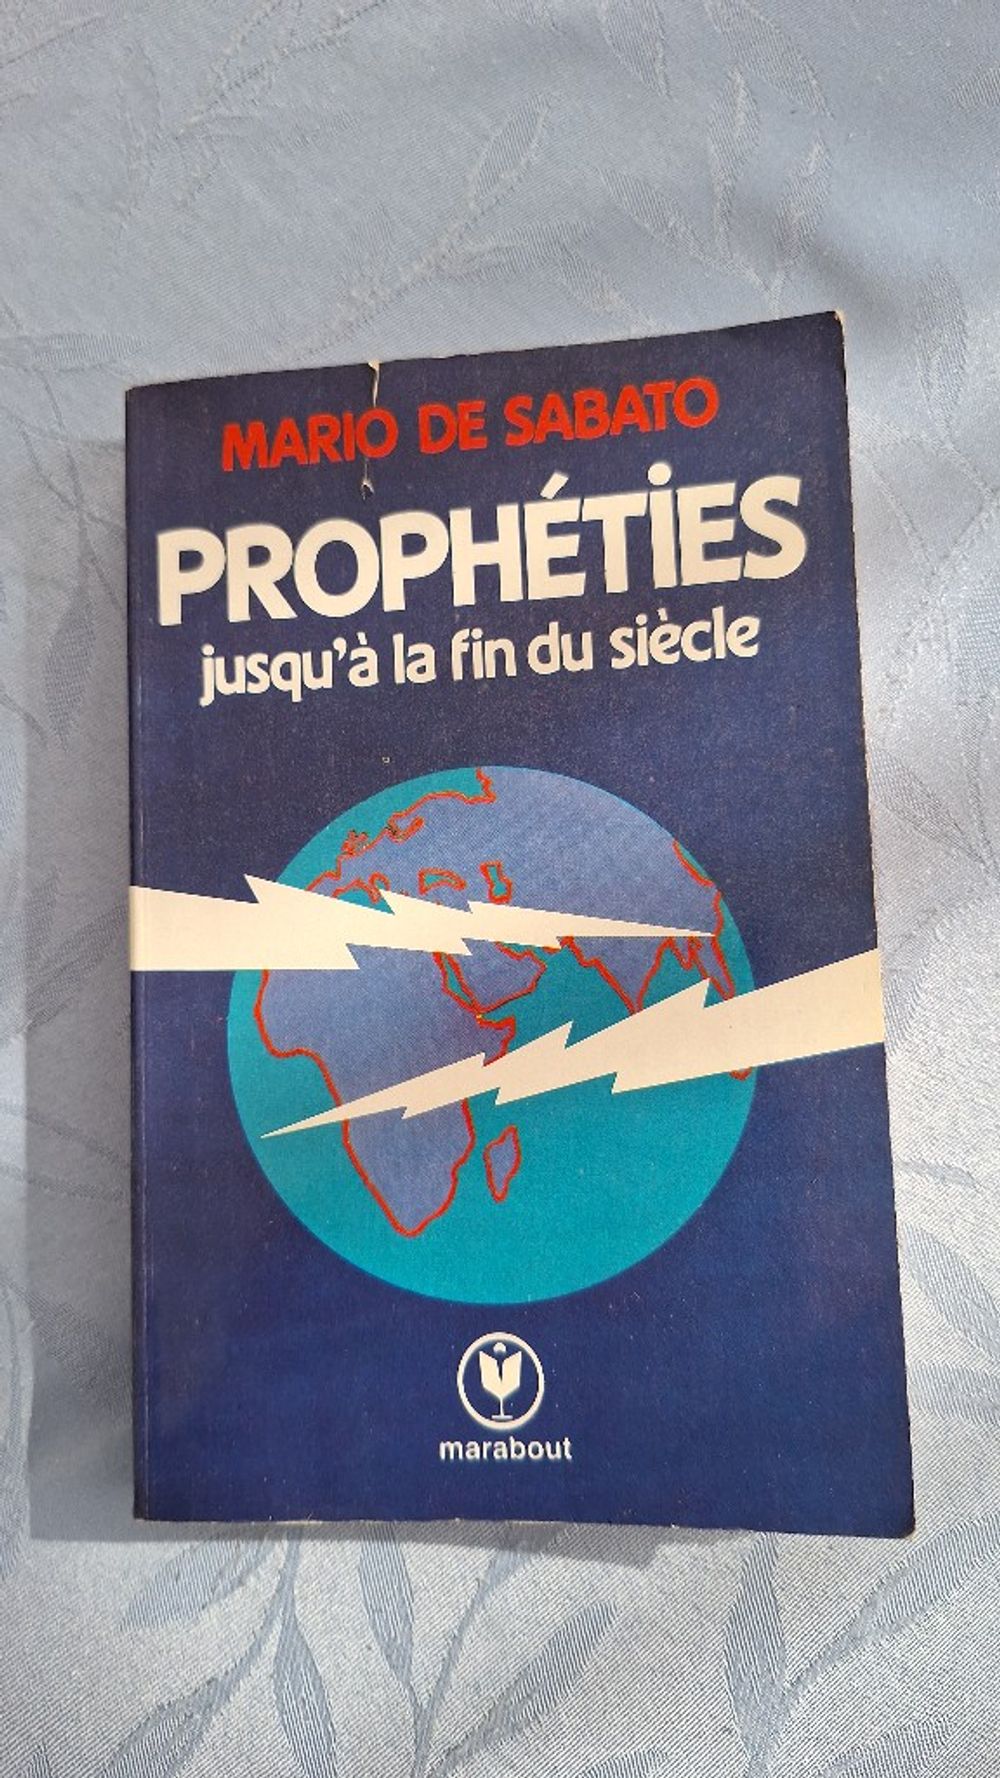 MARIO DE SABATO
PROPHÉTIES
jusqu'à la fin du siècle
marabout